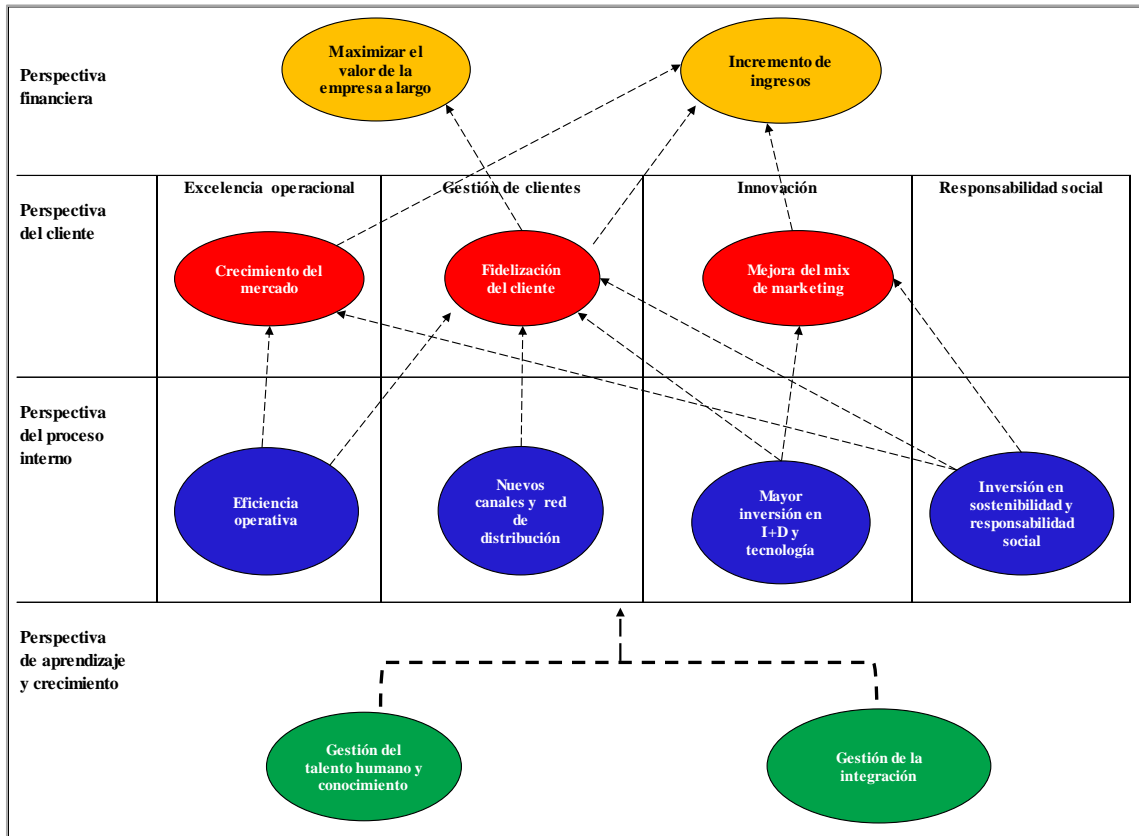 Perspectiva
financiera
Maximizar el
valor de la
empresa a largo
Incremento de
ingresos
Excelencia operacional
Gestión de clientes
Innovación
Responsabilidad social
Perspectiva
del cliente
Crecimiento del
mercado
Fidelización
del cliente
Mejora del mix
de marketing
Perspectiva
del proceso
interno
Eficiencia
operativa
Nuevos
canales y red
de
distribución
Mayor
inversión en
I+D y
tecnología
Inversión en
sostenibilidad y
responsabilidad
social
Perspectiva
de aprendizaje
y crecimiento
Gestión del
talento humano y
conocimiento
Gestión de la
integración